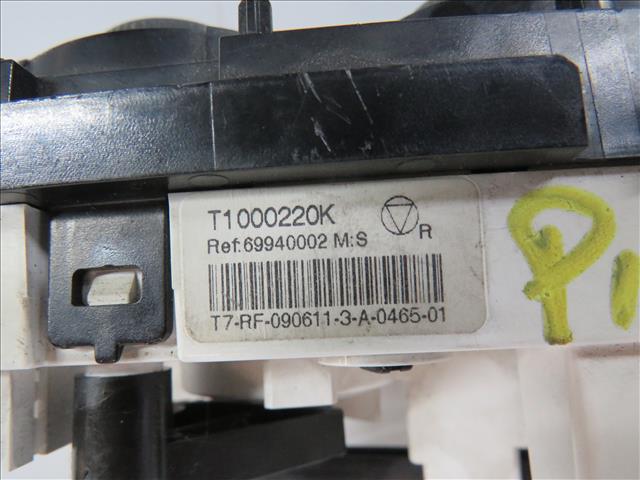 T1000220K
Ref:69940002 M:S
R
T7-RF-090611-3-A-0465-01